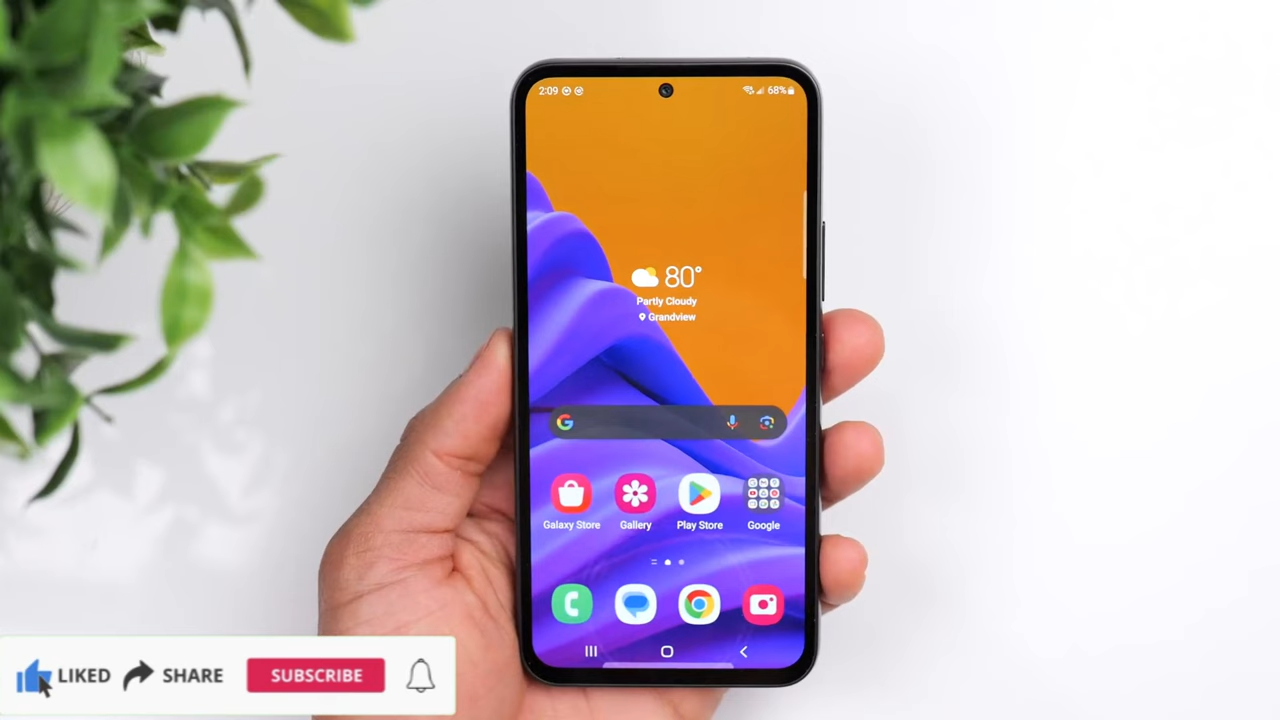 2:09
68%
80°
Partly Cloudy
Grandview
G
Galaxy Store
Gallery
Play Store
Google
LIKED
SHARE
SUBSCRIBE